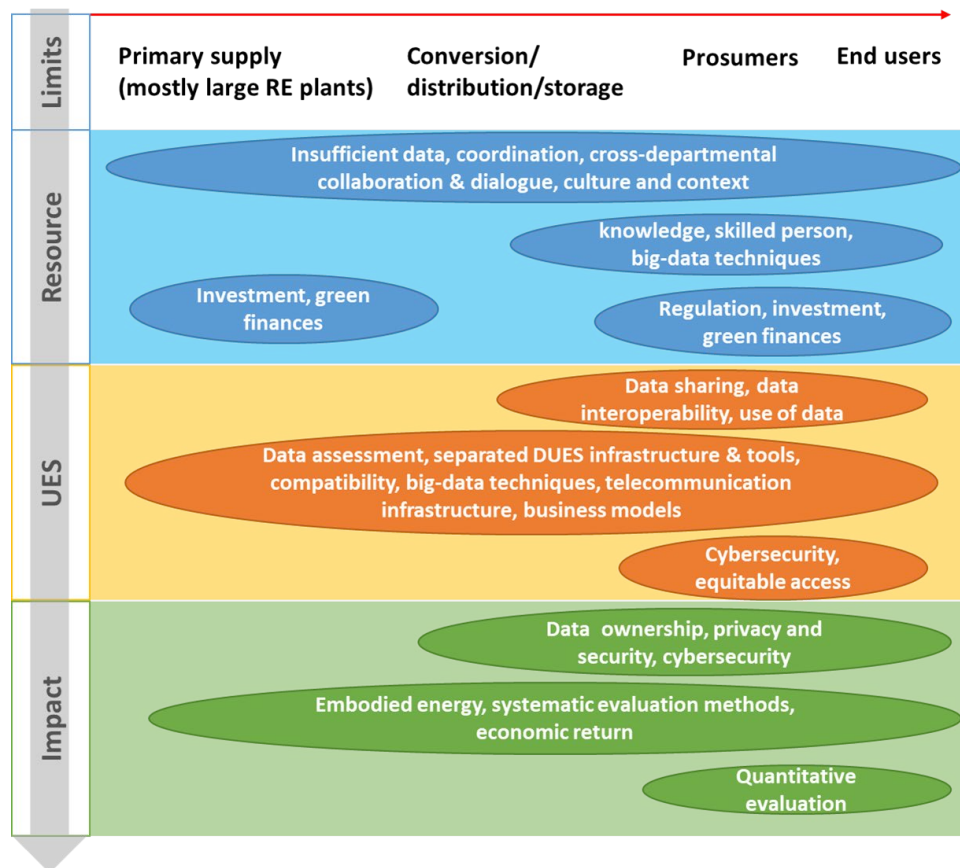 Limits
Primary supply
(mostly large RE plants)
Conversion/
distribution/storage
Prosumers
End users
Resource
Insufficient data, coordination, cross-departmental
collaboration & dialogue, culture and context
knowledge, skilled person,
big-data techniques
Investment, green
finances
Regulation, investment,
green finances
UES
Data sharing, data
interoperability, use of data
Data assessment, separated DUES infrastructure & tools,
compatibility, big-data techniques, telecommunication
infrastructure, business models
Cybersecurity,
equitable access
Impact
Data ownership, privacy and
security, cybersecurity
Embodied energy, systematic evaluation methods,
economic return
Quantitative
evaluation